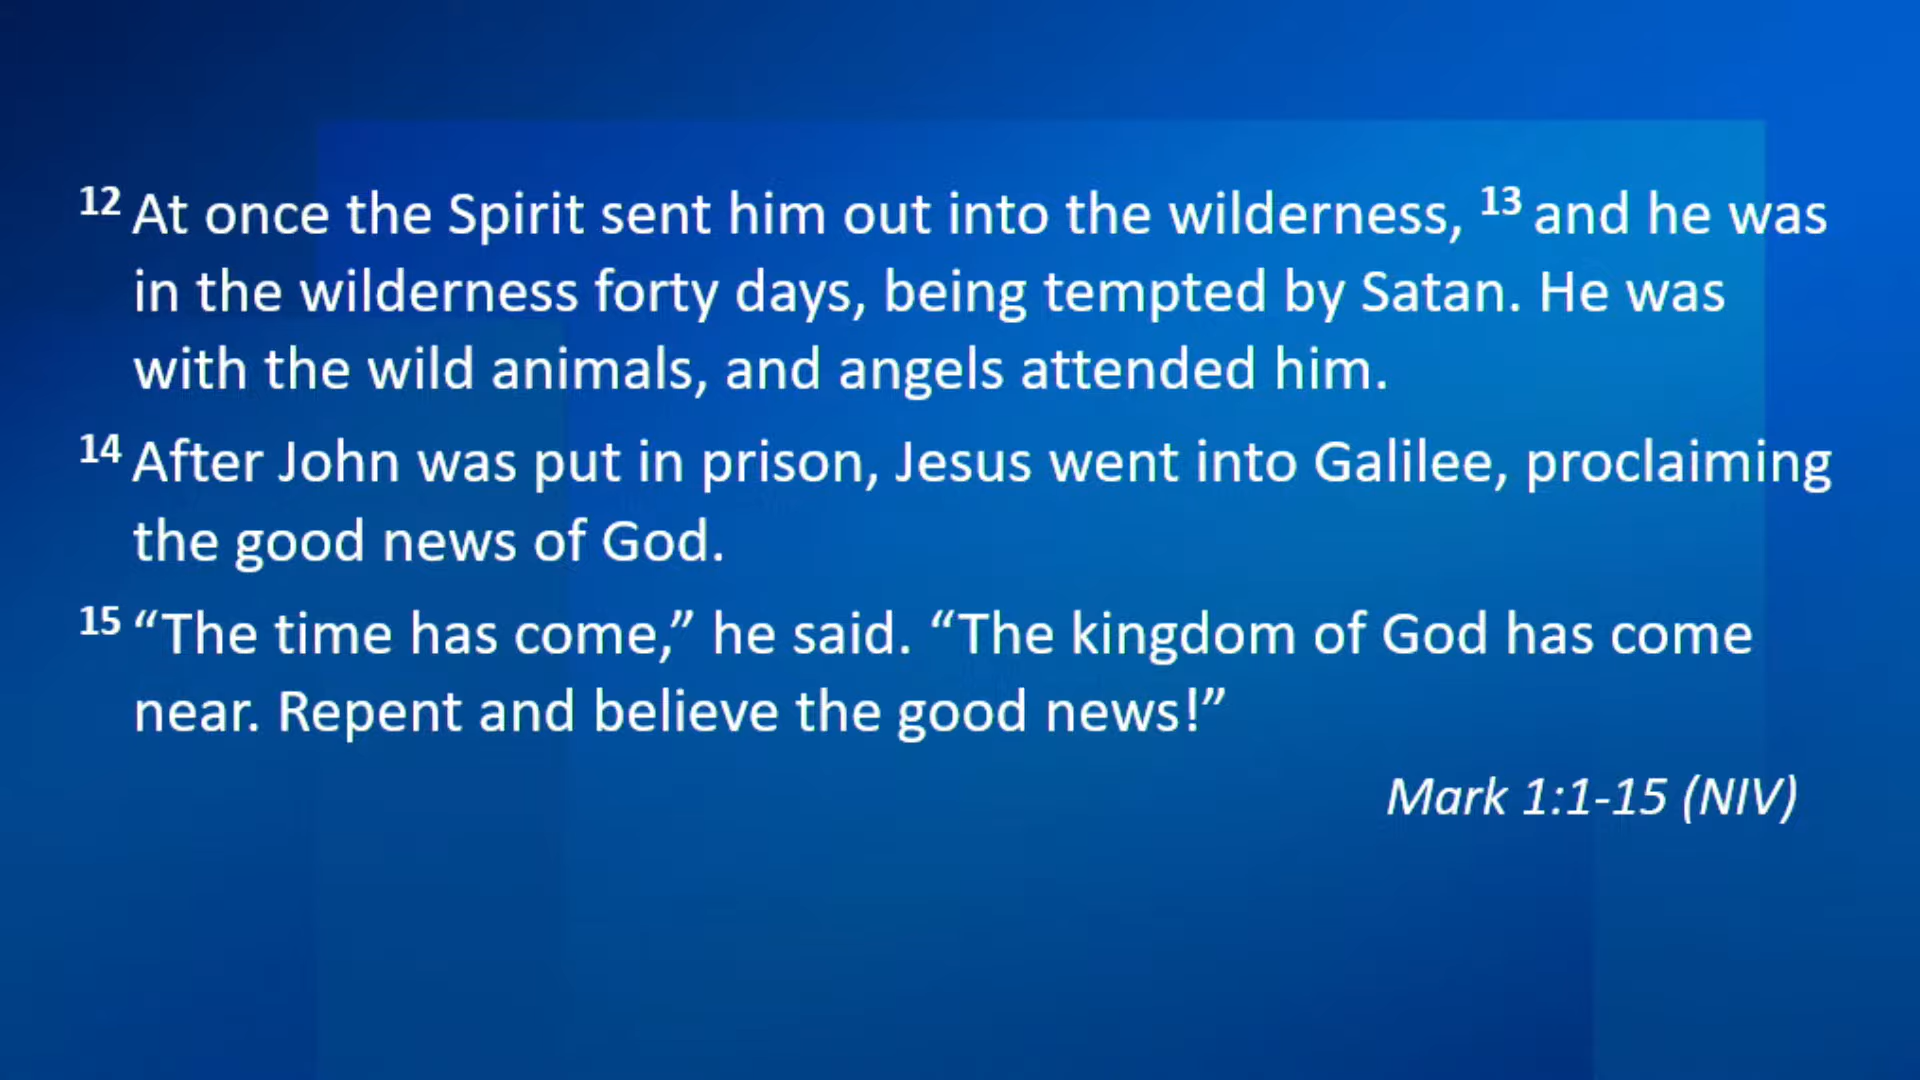 12 At once the Spirit sent him out into the wilderness, 13 and he was
in the wilderness forty days, being tempted by Satan. He was
with the wild animals, and angels attended him.
14 After John was put in prison, Jesus went into Galilee, proclaiming
the good news of God.
15 “The time has come,” he said. “The kingdom of God has come
near. Repent and believe the good news!”
Mark 1:1-15 (NIV)